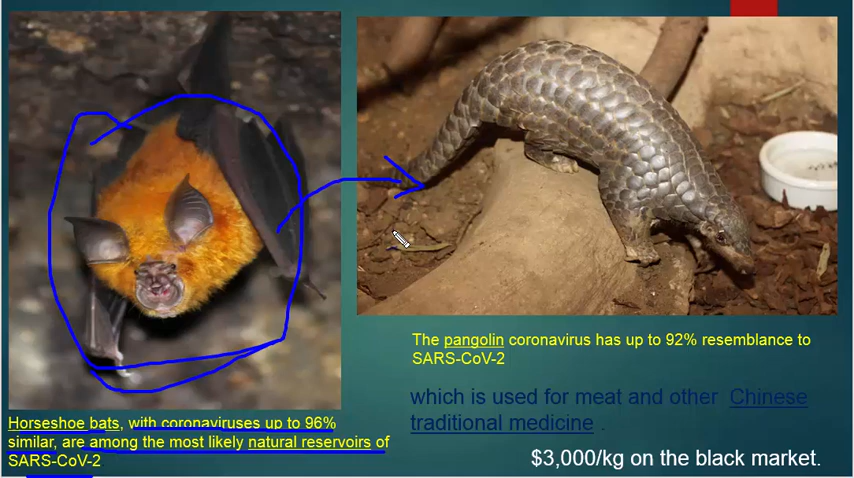 Horseshoe bats, with coronaviruses up to 96%
similar, are among the most likely natural reservoirs of
SARS-CoV-2
The pangolin coronavirus has up to 92% resemblance to
SARS-CoV-2
which is used for meat and other Chinese
traditional medicine .
$3,000/kg on the black market.